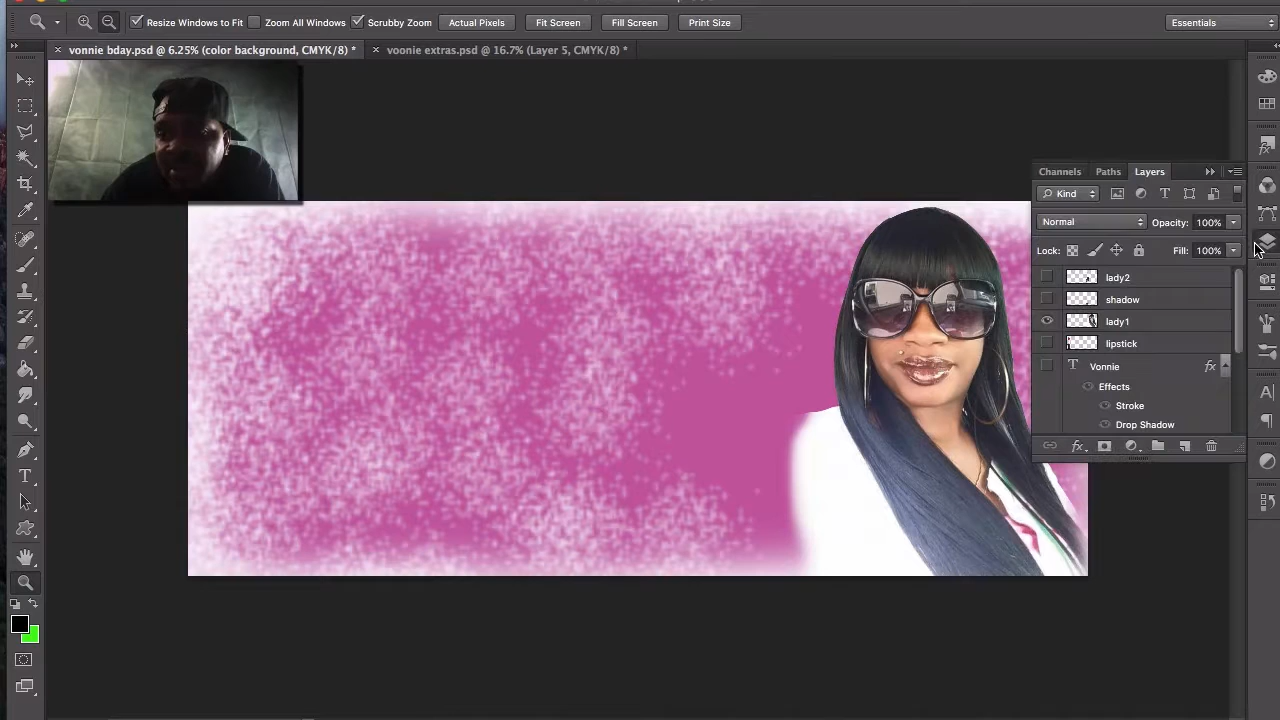 Resize Windows to Fit Zoom All Windows Scrubby Zoom Actual Pixels Fit Screen Fill Screen Print Size Essentials
vonnie bday.psd @ 6.25% (color background, CMYK/8) * voonie extras.psd @ 16.7% (Layer 5, CMYK/8) *
Channels Paths Layers
Kind
Normal Opacity: 100%
Lock: Fill: 100%
lady2
shadow
lady1
lipstick
T Vonnie fx
Effects
Stroke
Drop Shadow